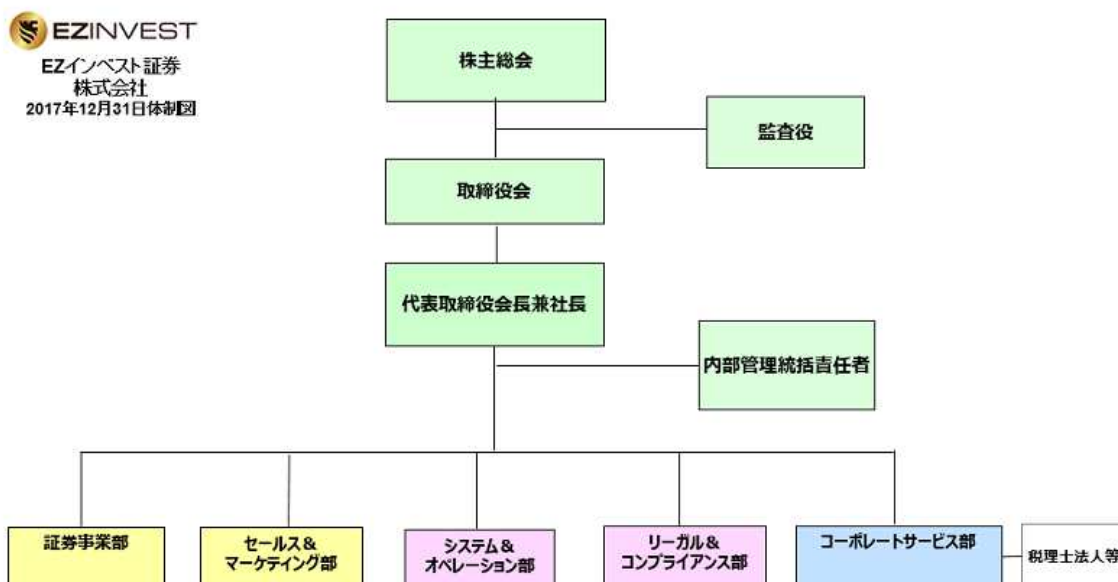 EZINVEST
EZインベスト証券
株式会社
2017年12月31日体制図
株主総会
監査役
取締役会
代表取締役会長兼社長
内部管理統括責任者
証券事業部
セールス&
マーケティング部
システム&
オペレーション部
リーガル&
コンプライアンス部
コーポレートサービス部
税理士法人等